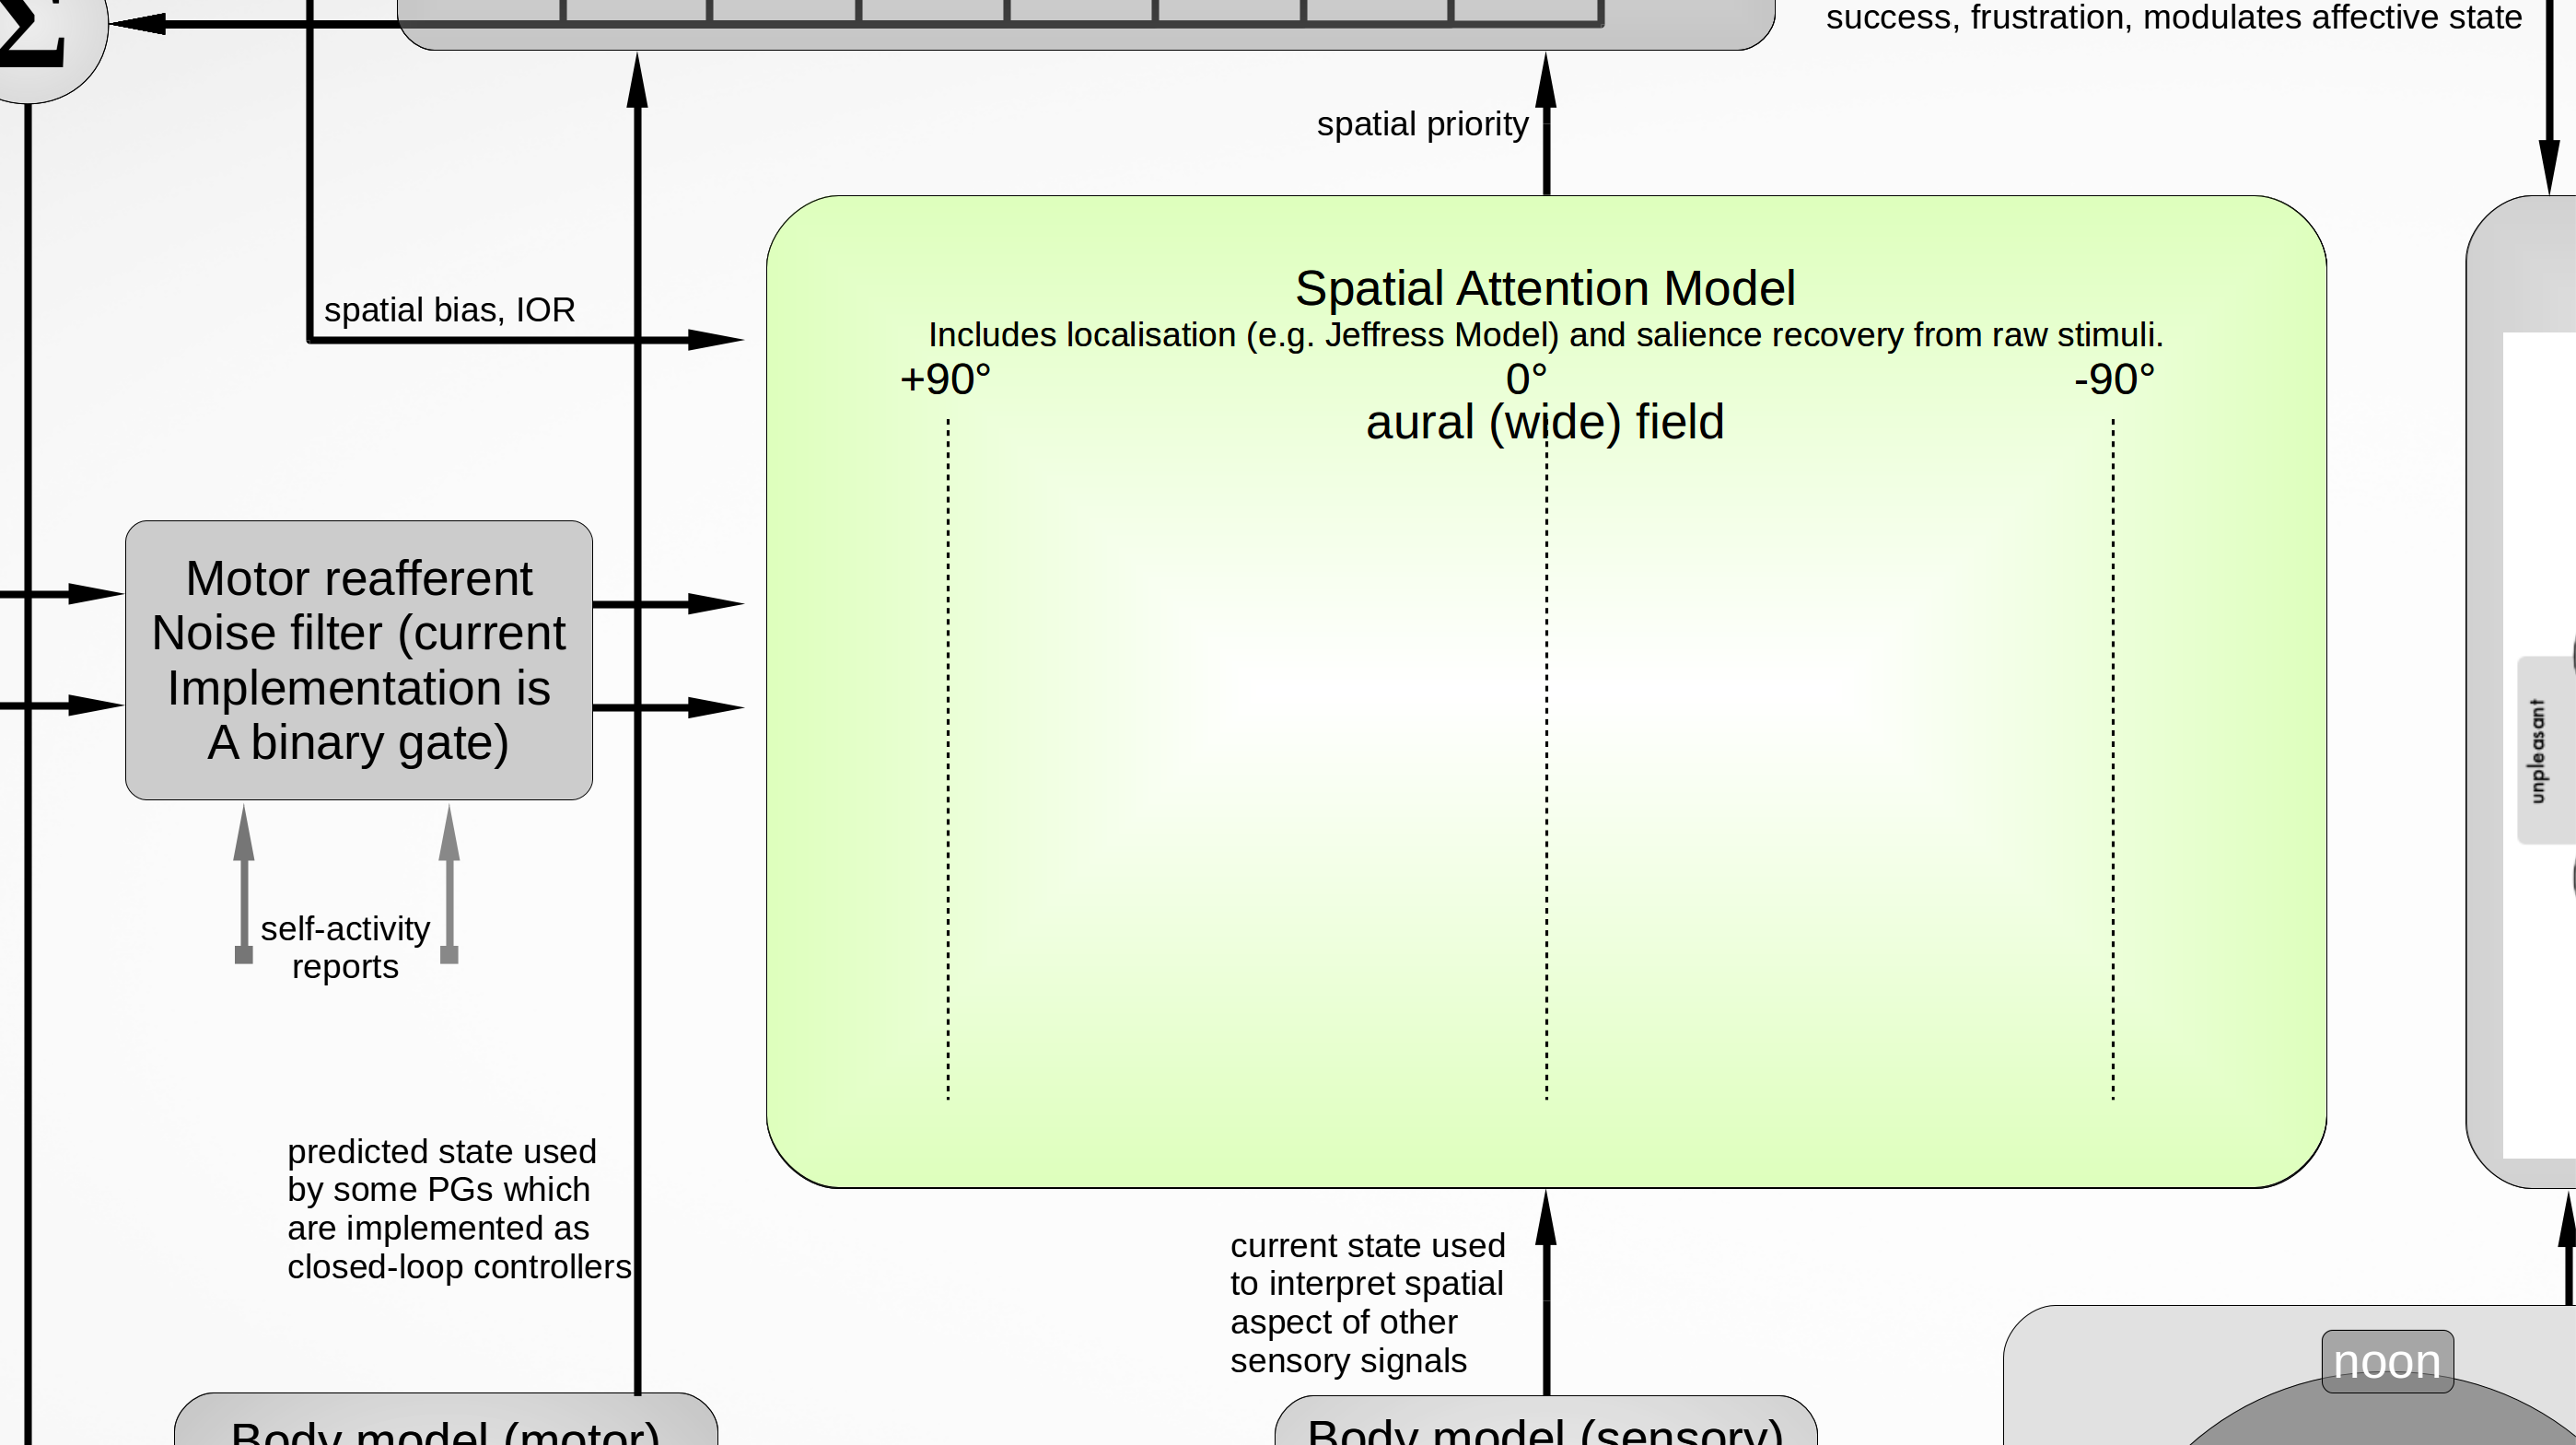 Σ
success, frustration, modulates affective state
spatial priority
spatial bias, IOR
Spatial Attention Model
Includes localisation (e.g. Jeffress Model) and salience recovery from raw stimuli.
+90° 0° -90°
aural (wide) field
Motor reafferent
Noise filter (current
Implementation is
A binary gate)
unpleasant
self-activity
reports
predicted state used
by some PGs which
are implemented as
closed-loop controllers
current state used
to interpret spatial
aspect of other
sensory signals
noon
Body model (motor)
Body model (sensory)